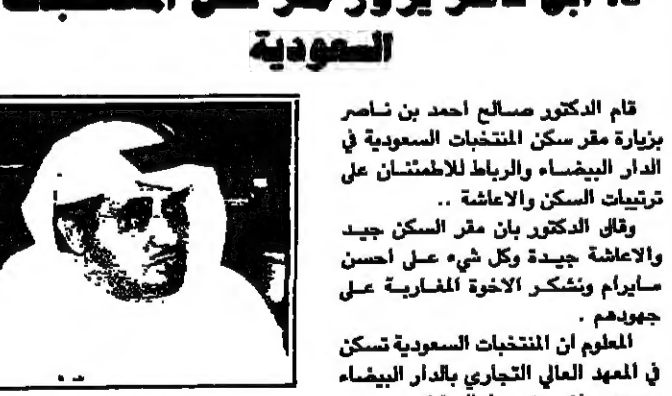 السعودية
قام الدكتور صالح احمد بن ناصر
بزيارة مقر سكن المنتخبات السعودية في
الدار البيضاء والرباط للاطمئنان على
ترتيبات السكن والاعاشة ..
وقال الدكتور بان مقر السكن جيد
والاعاشة جيدة وكل شيء على احسن
مايرام ونشكر الاخوة المغاربة على
جهودهم .
المعلوم ان المنتخبات السعودية تسكن
في المعهد العالي التجاري بالدار البيضاء